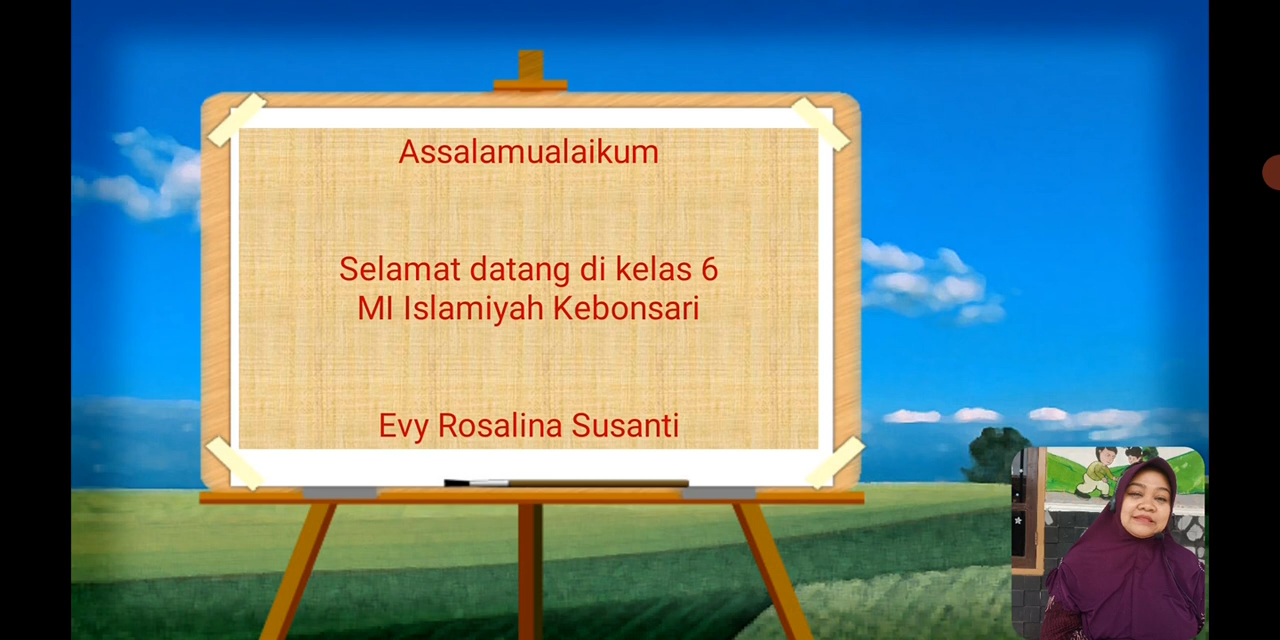 Assalamualaikum
Selamat datang di kelas 6
MI Islamiyah Kebonsari
Evy Rosalina Susanti